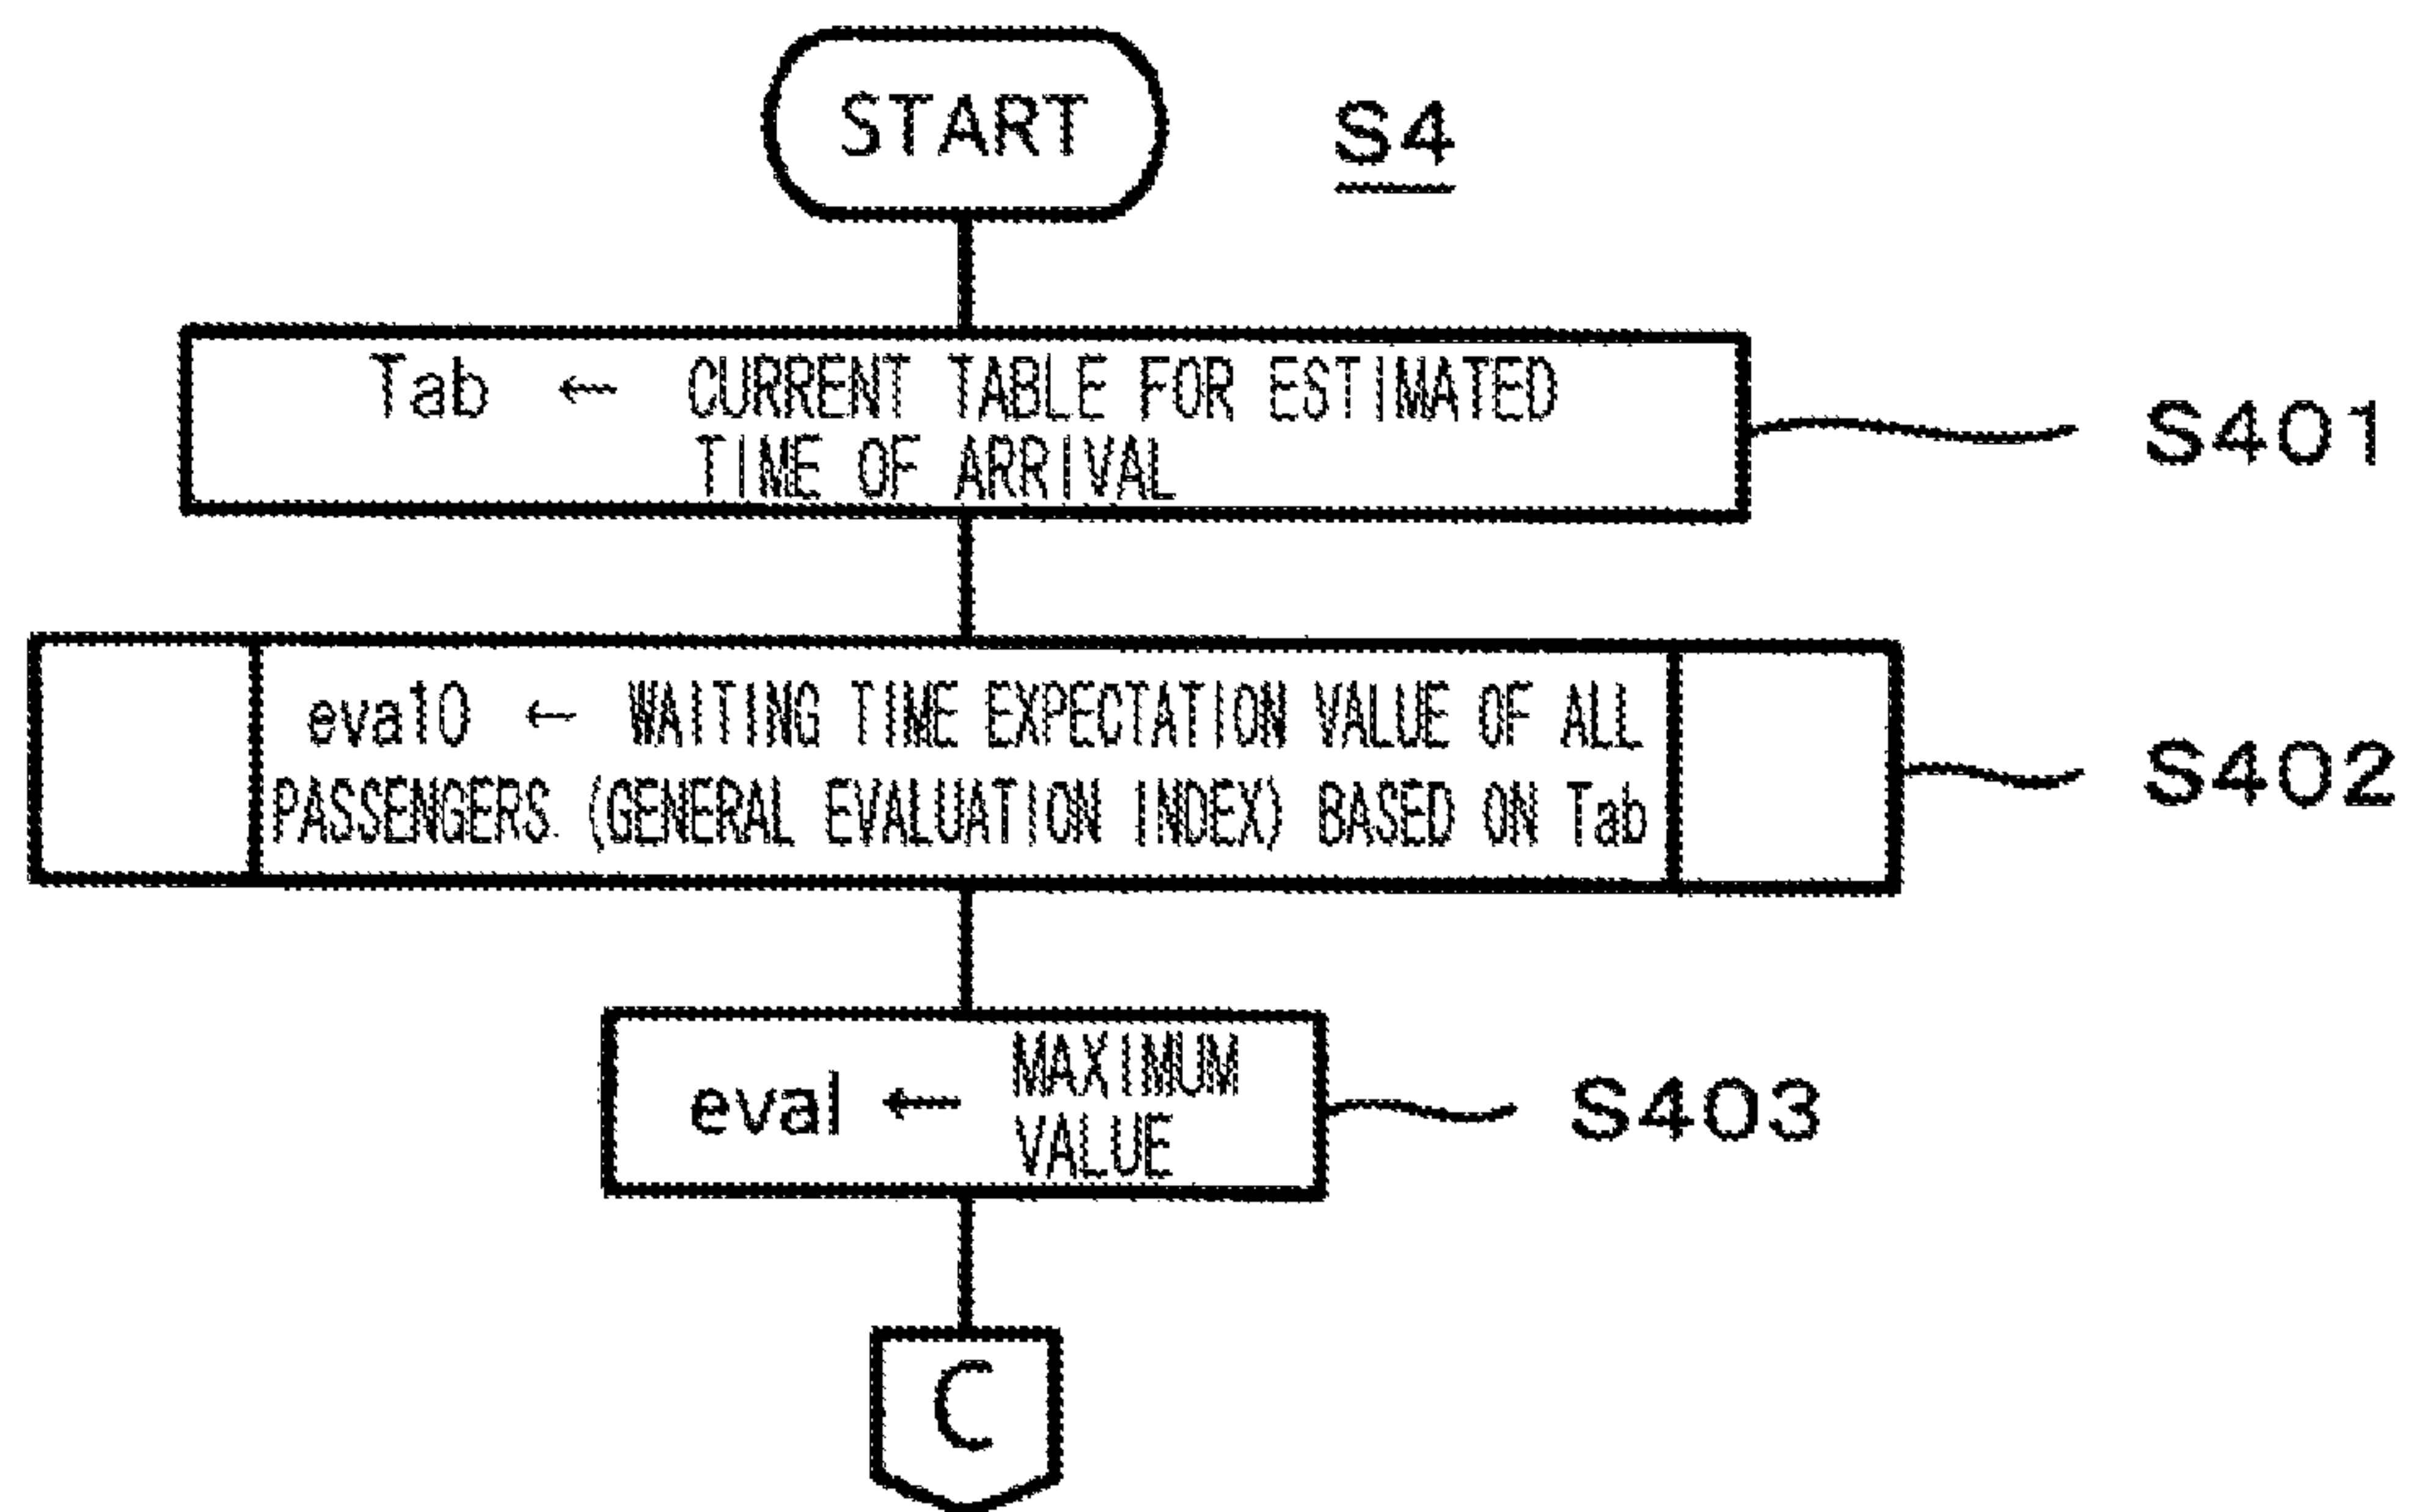 START
S4
Tab ← CURRENT TABLE FOR ESTIMATED
TIME OF ARRIVAL
S401
eval0 ← WAITING TIME EXPECTATION VALUE OF ALL
PASSENGERS (GENERAL EVALUATION INDEX) BASED ON Tab
S402
eval ← MAXIMUM
VALUE
S403
C